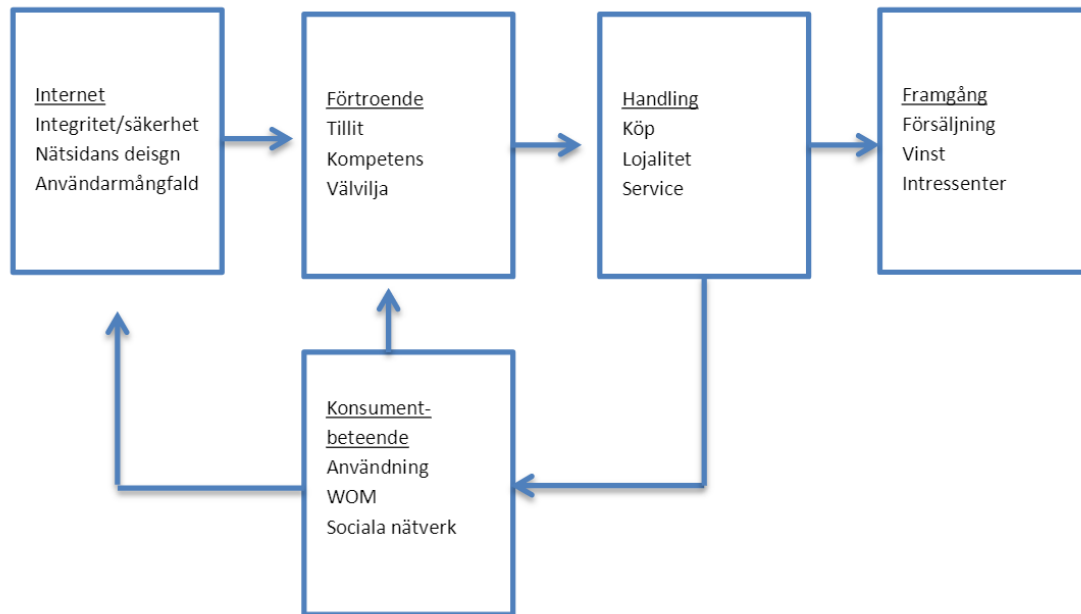 Internet
Integritet/säkerhet
Nätsidans deisgn
Användarmångfald
Förtroende
Tillit
Kompetens
Välvilja
Handling
Köp
Lojalitet
Service
Framgång
Försäljning
Vinst
Intressenter
Konsument-
beteende
Användning
WOM
Sociala nätverk